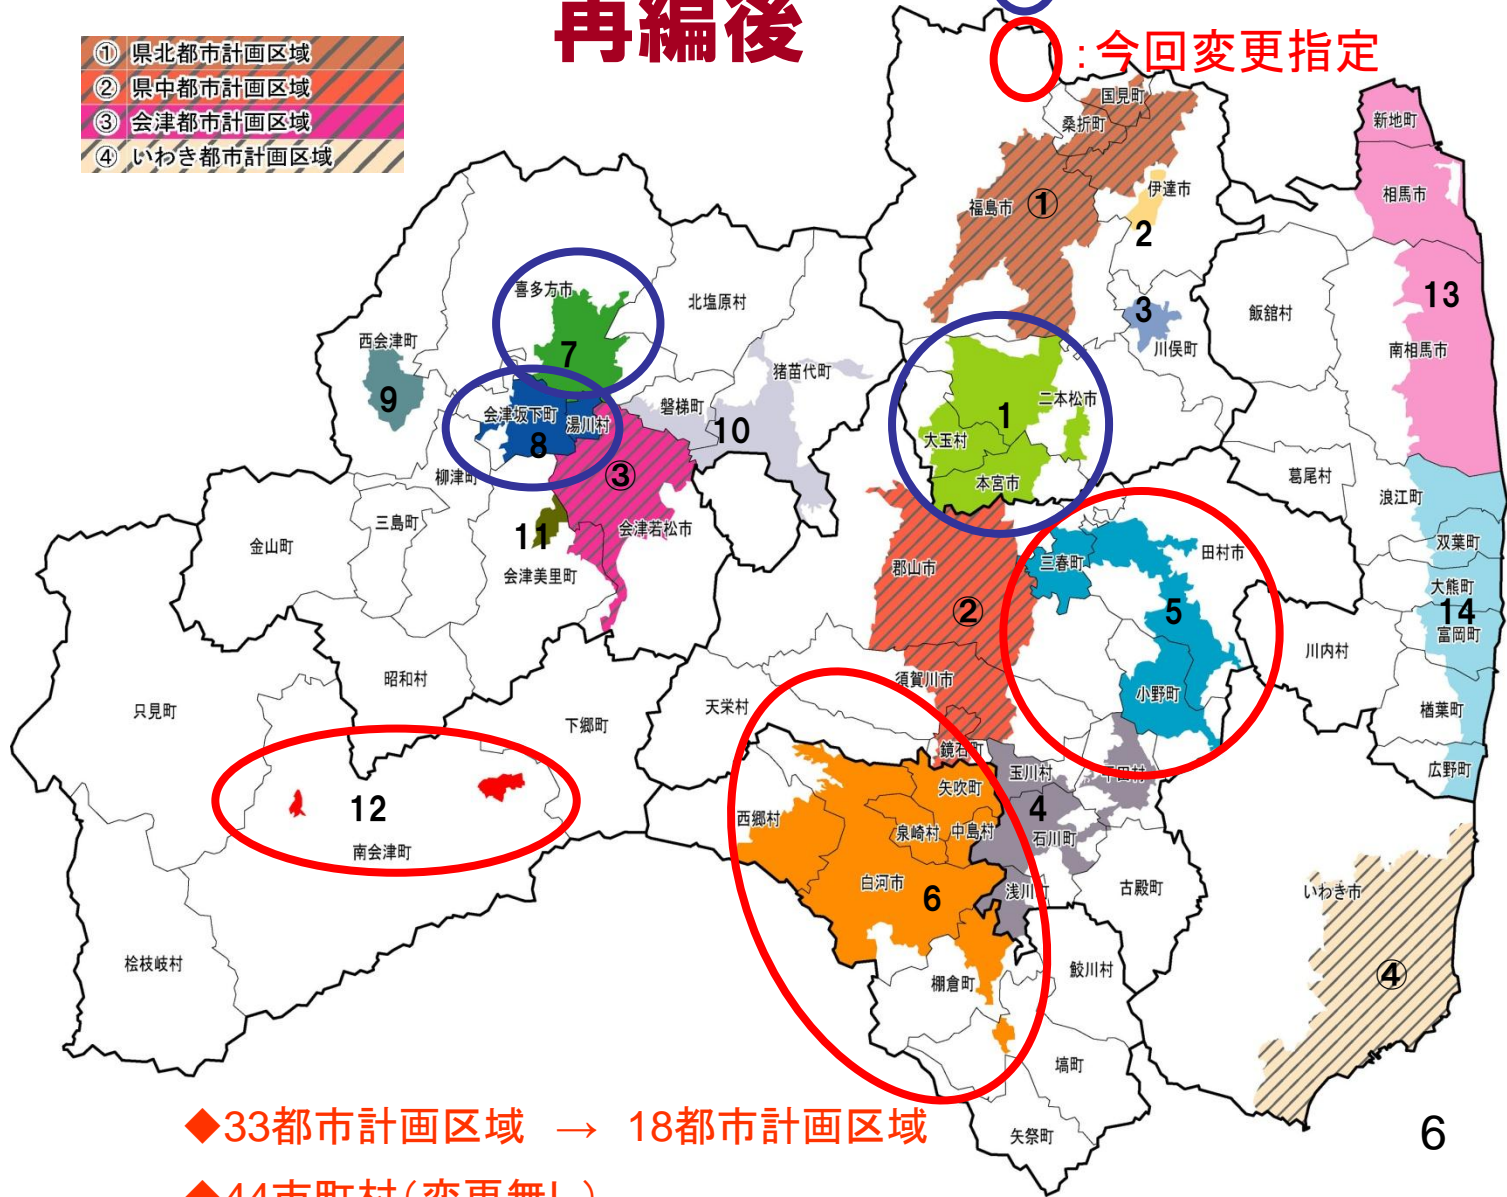 再編後
：今回変更指定
① 県北都市計画区域
② 県中都市計画区域
③ 会津都市計画区域
④ いわき都市計画区域
国見町
桑折町
新地町
伊達市
相馬市
福島市
①
2
喜多方市
北塩原村
3
飯舘村
13
川俣町
南相馬市
西会津町
7
猪苗代町
9
会津坂下町
湯川村
磐梯町
10
8
1
二本松市
大玉村
③
柳津町
本宮市
葛尾村
浪江町
三島町
11
会津若松市
金山町
会津美里町
郡山市
三春町
田村市
双葉町
大熊町
②
5
14
富岡町
川内村
昭和村
須賀川市
小野町
只見町
天栄村
下郷町
楢葉町
鏡石町
玉川村
平田村
広野町
矢吹町
12
西郷村
泉崎村
中島村
4
石川町
南会津町
白河市
6
浅川町
古殿町
いわき市
桧枝岐村
棚倉町
鮫川村
④
塙町
矢祭町
◆33都市計画区域 → 18都市計画区域
◆44市町村(変更無し)
6